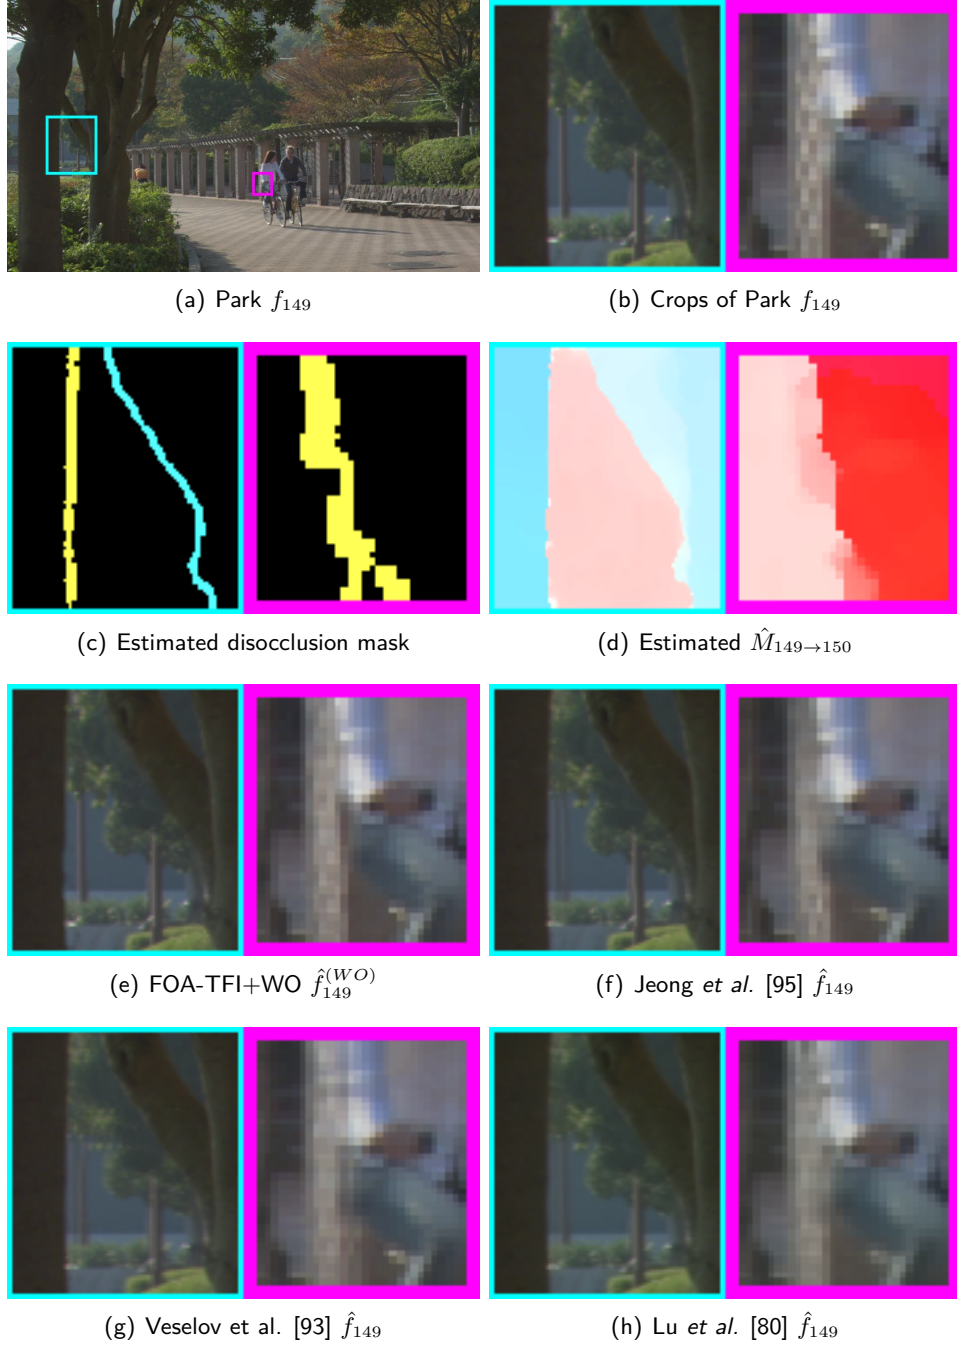 (a) Park f₁₄₉
(b) Crops of Park f₁₄₉
(c) Estimated disocclusion mask
(d) Estimated M̂₁₄₉→₁₅₀
(e) FOA-TFI+WO f̂₁₄₉^(WO)
(f) Jeong et al. [95] f̂₁₄₉
(g) Veselov et al. [93] f̂₁₄₉
(h) Lu et al. [80] f̂₁₄₉